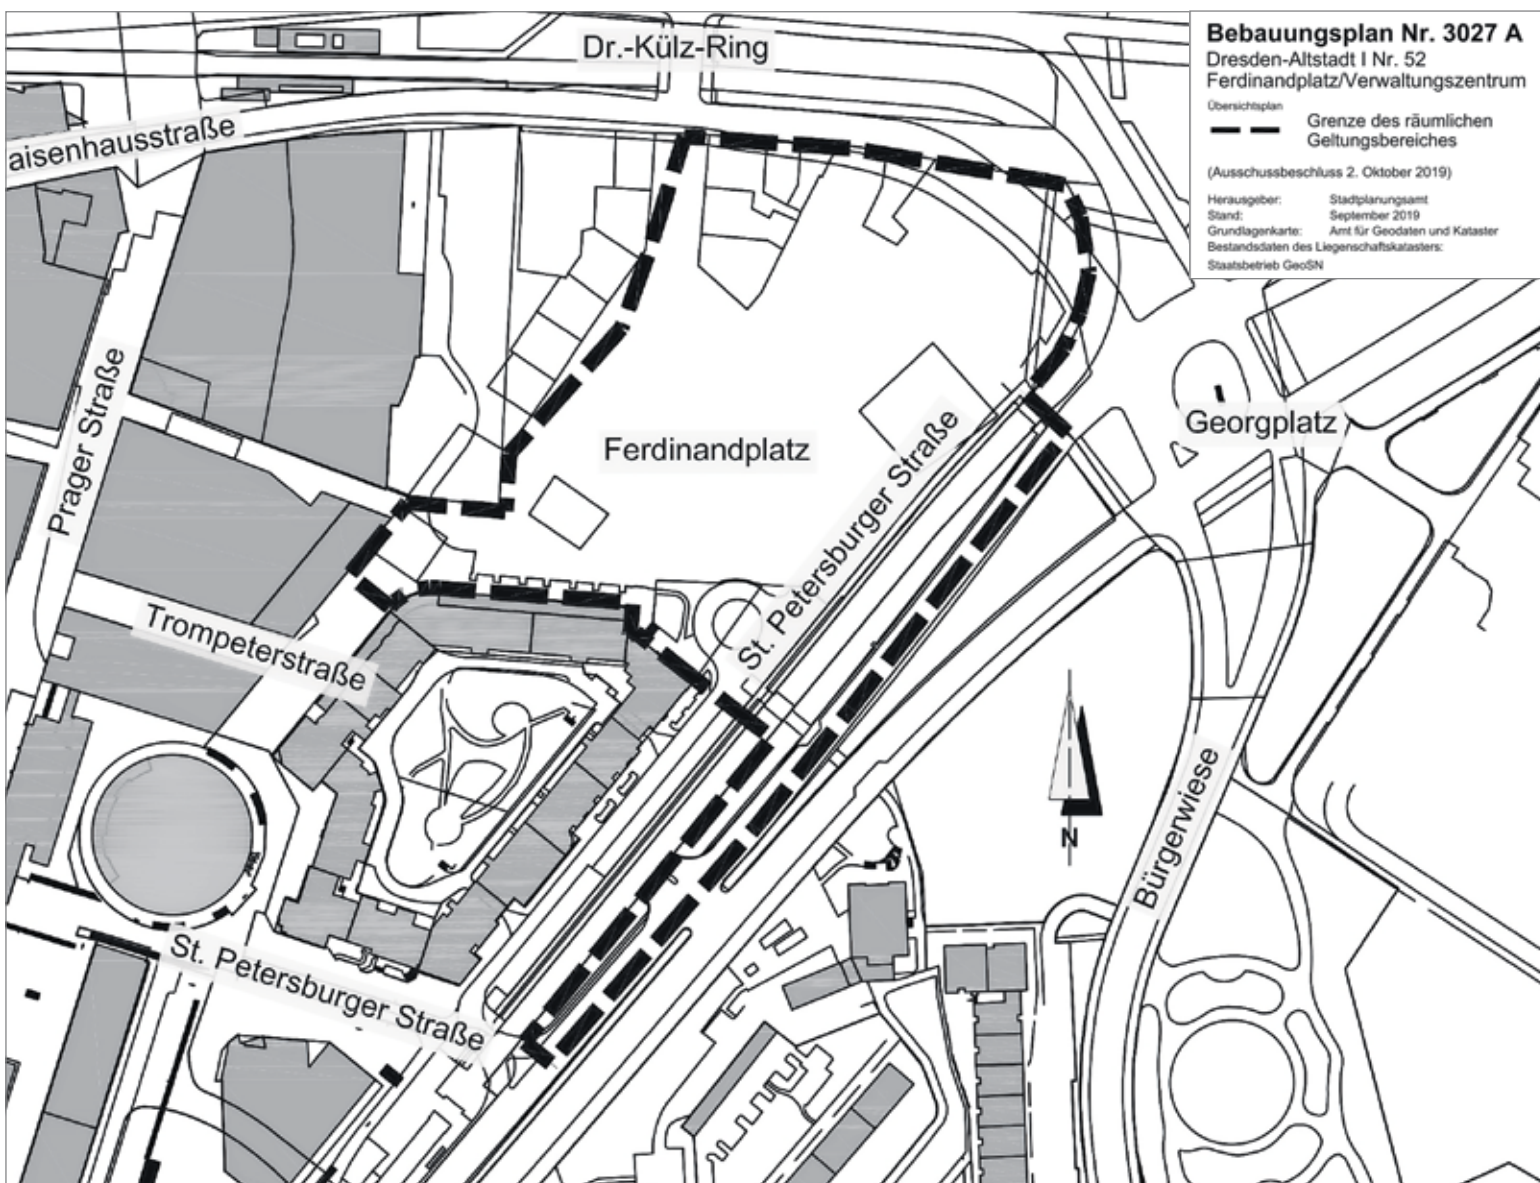 Bebauungsplan Nr. 3027 A
Dresden-Altstadt I Nr. 52
Ferdinandplatz/Verwaltungszentrum
Übersichtsplan
Grenze des räumlichen
Geltungsbereiches
(Ausschussbeschluss 2. Oktober 2019)
Herausgeber: Stadtplanungsamt
Stand: September 2019
Grundlagenkarte: Amt für Geodaten und Kataster
Bestandsdaten des Liegenschaftskatasters:
Staatsbetrieb GeoSN
Dr.-Külz-Ring
aisenhausstraße
Prager Straße
Georgplatz
Ferdinandplatz
St. Petersburger Straße
Trompeterstraße
N
Bürgerwiese
St. Petersburger Straße